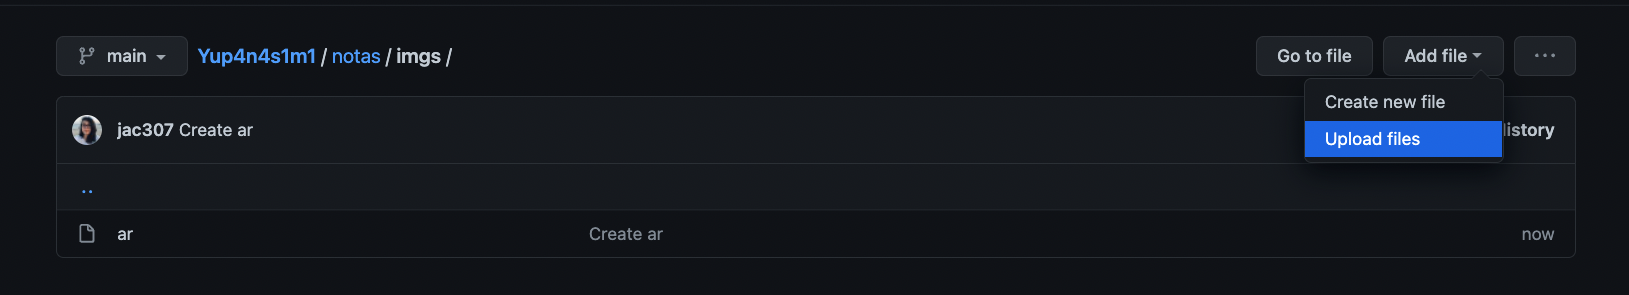 main Yup4n4s1m1 / notas / imgs / Go to file Add file ...
Create new file
jac307 Create ar
Upload files istory
..
ar Create ar now